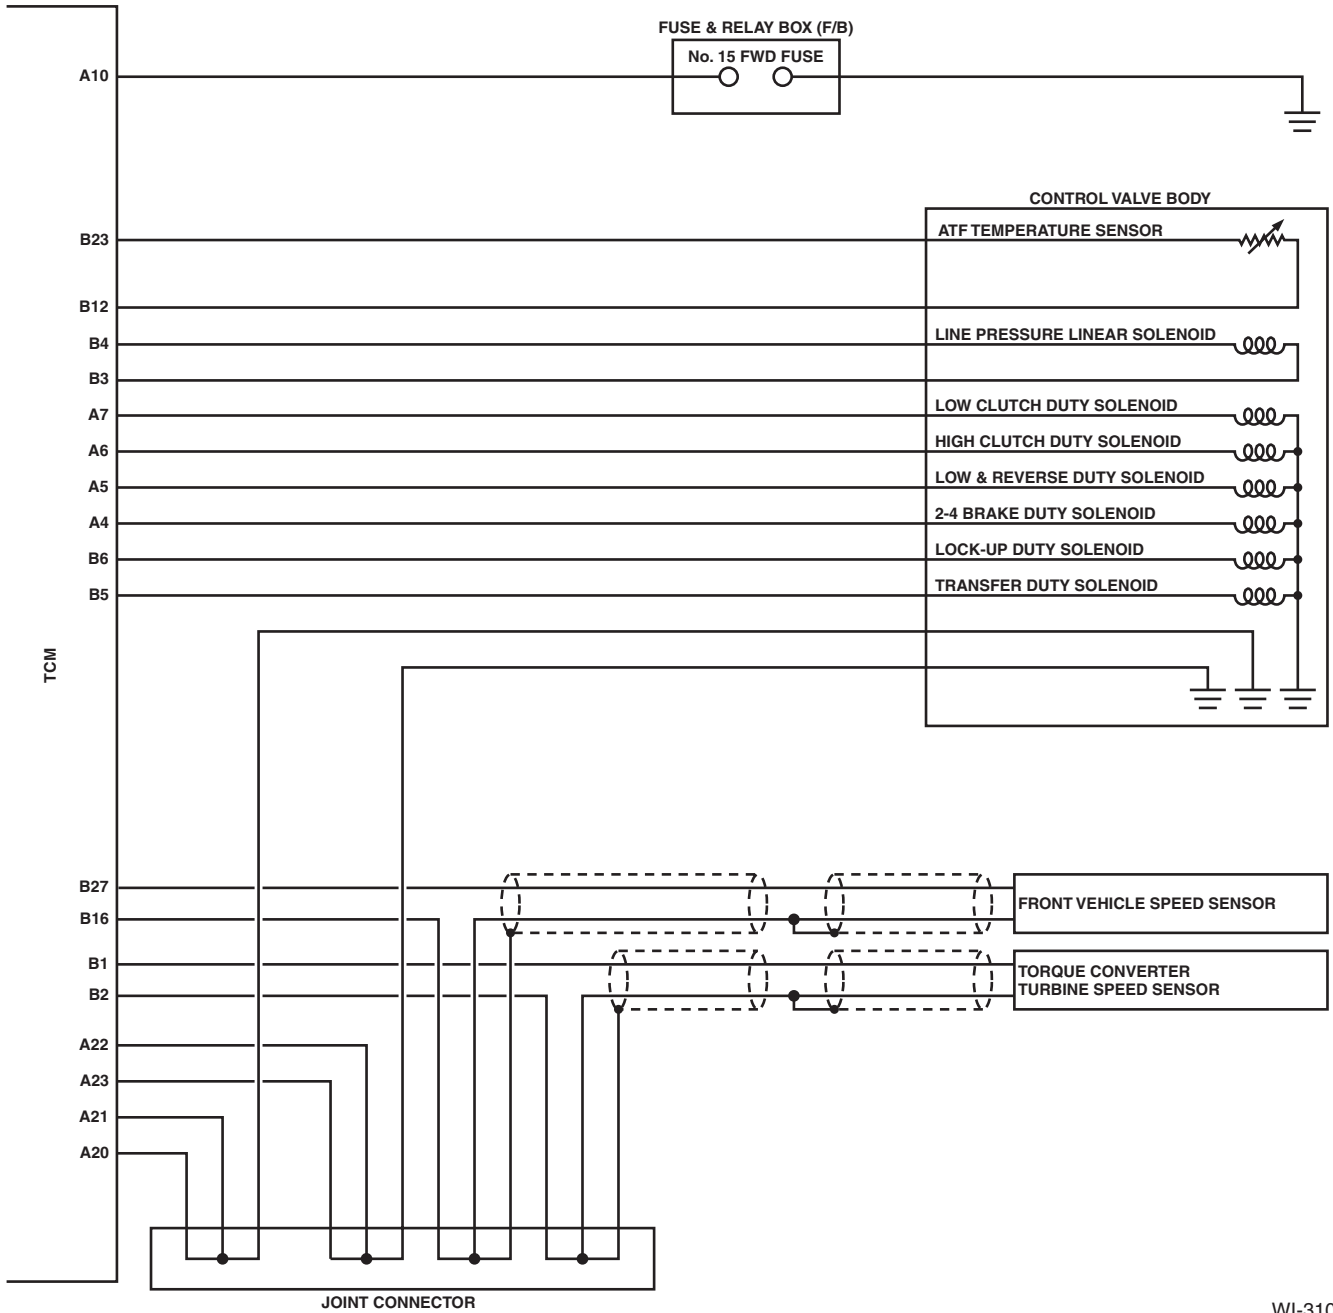 FUSE & RELAY BOX (F/B)
No. 15 FWD FUSE
A10
CONTROL VALVE BODY
B23
ATF TEMPERATURE SENSOR
B12
B4
LINE PRESSURE LINEAR SOLENOID
B3
A7
LOW CLUTCH DUTY SOLENOID
A6
HIGH CLUTCH DUTY SOLENOID
A5
LOW & REVERSE DUTY SOLENOID
A4
2-4 BRAKE DUTY SOLENOID
B6
LOCK-UP DUTY SOLENOID
B5
TRANSFER DUTY SOLENOID
TCM
B27
B16
FRONT VEHICLE SPEED SENSOR
B1
B2
TORQUE CONVERTER
TURBINE SPEED SENSOR
A22
A23
A21
A20
JOINT CONNECTOR
WI-310